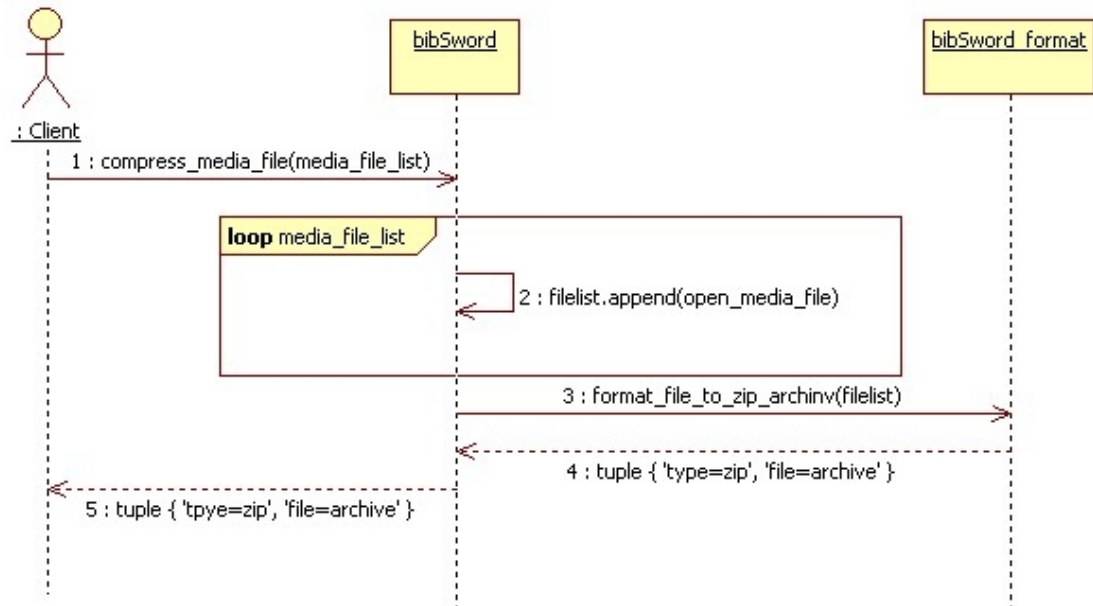 bibSword
bibSword_format
: Client
1 : compress_media_file(media_file_list)
loop media_file_list
2 : filelist.append(open_media_file)
3 : format_file_to_zip_archinv(filelist)
4 : tuple { 'type=zip', 'file=archive' }
5 : tuple { 'tpye=zip', 'file=archive' }